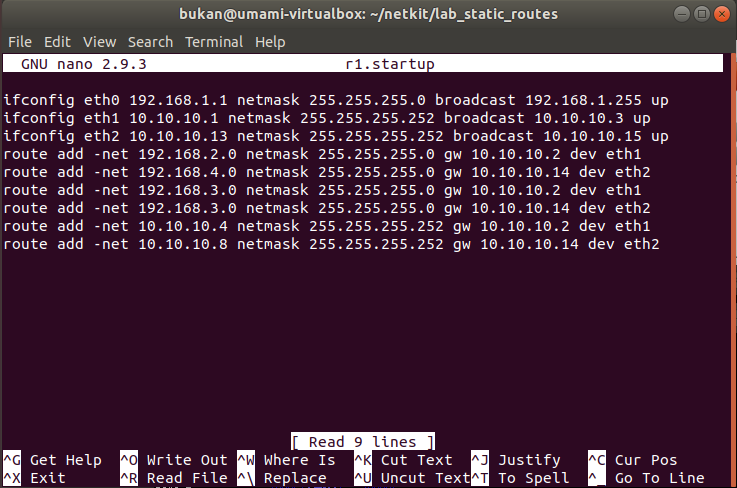 bukan@umami-virtualbox: ~/netkit/lab_static_routes
File Edit View Search Terminal Help
GNU nano 2.9.3 r1.startup
ifconfig eth0 192.168.1.1 netmask 255.255.255.0 broadcast 192.168.1.255 up
ifconfig eth1 10.10.10.1 netmask 255.255.255.252 broadcast 10.10.10.3 up
ifconfig eth2 10.10.10.13 netmask 255.255.255.252 broadcast 10.10.10.15 up
route add -net 192.168.2.0 netmask 255.255.255.0 gw 10.10.10.2 dev eth1
route add -net 192.168.4.0 netmask 255.255.255.0 gw 10.10.10.14 dev eth2
route add -net 192.168.3.0 netmask 255.255.255.0 gw 10.10.10.2 dev eth1
route add -net 192.168.3.0 netmask 255.255.255.0 gw 10.10.10.14 dev eth2
route add -net 10.10.10.4 netmask 255.255.255.252 gw 10.10.10.2 dev eth1
route add -net 10.10.10.8 netmask 255.255.255.252 gw 10.10.10.14 dev eth2
[ Read 9 lines ]
^G Get Help ^O Write Out ^W Where Is ^K Cut Text ^J Justify ^C Cur Pos
^X Exit ^R Read File ^\ Replace ^U Uncut Text ^T To Spell ^_ Go To Line